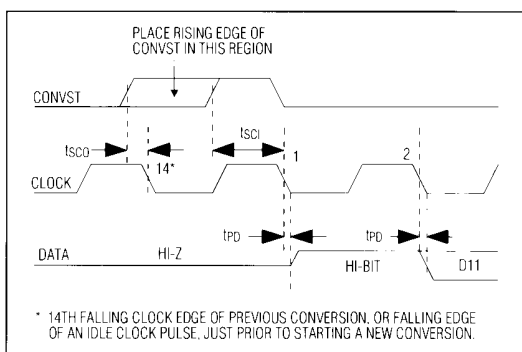 PLACE RISING EDGE OF
CONVST IN THIS REGION
CONVST
tSCO
14*
tSCI
1
2
CLOCK
tPD
tPD
DATA
HI-Z
HI-BIT
D11
* 14TH FALLING CLOCK EDGE OF PREVIOUS CONVERSION, OR FALLING EDGE
OF AN IDLE CLOCK PULSE, JUST PRIOR TO STARTING A NEW CONVERSION.